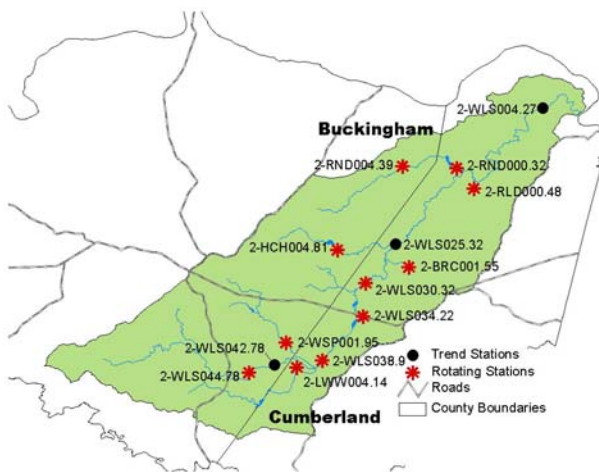 2-WLS004.27
Buckingham
2-RND004.39
2-RND000.32
2-RLD000.48
2-HCH004.81
2-WLS025.32
2-BRC001.55
2-WLS030.32
2-WLS034.22
2-WLS042.78
2-WSP001.95
2-WLS038.9
2-WLS044.78
2-LWW004.14
Cumberland
Trend Stations
Rotating Stations
Roads
County Boundaries